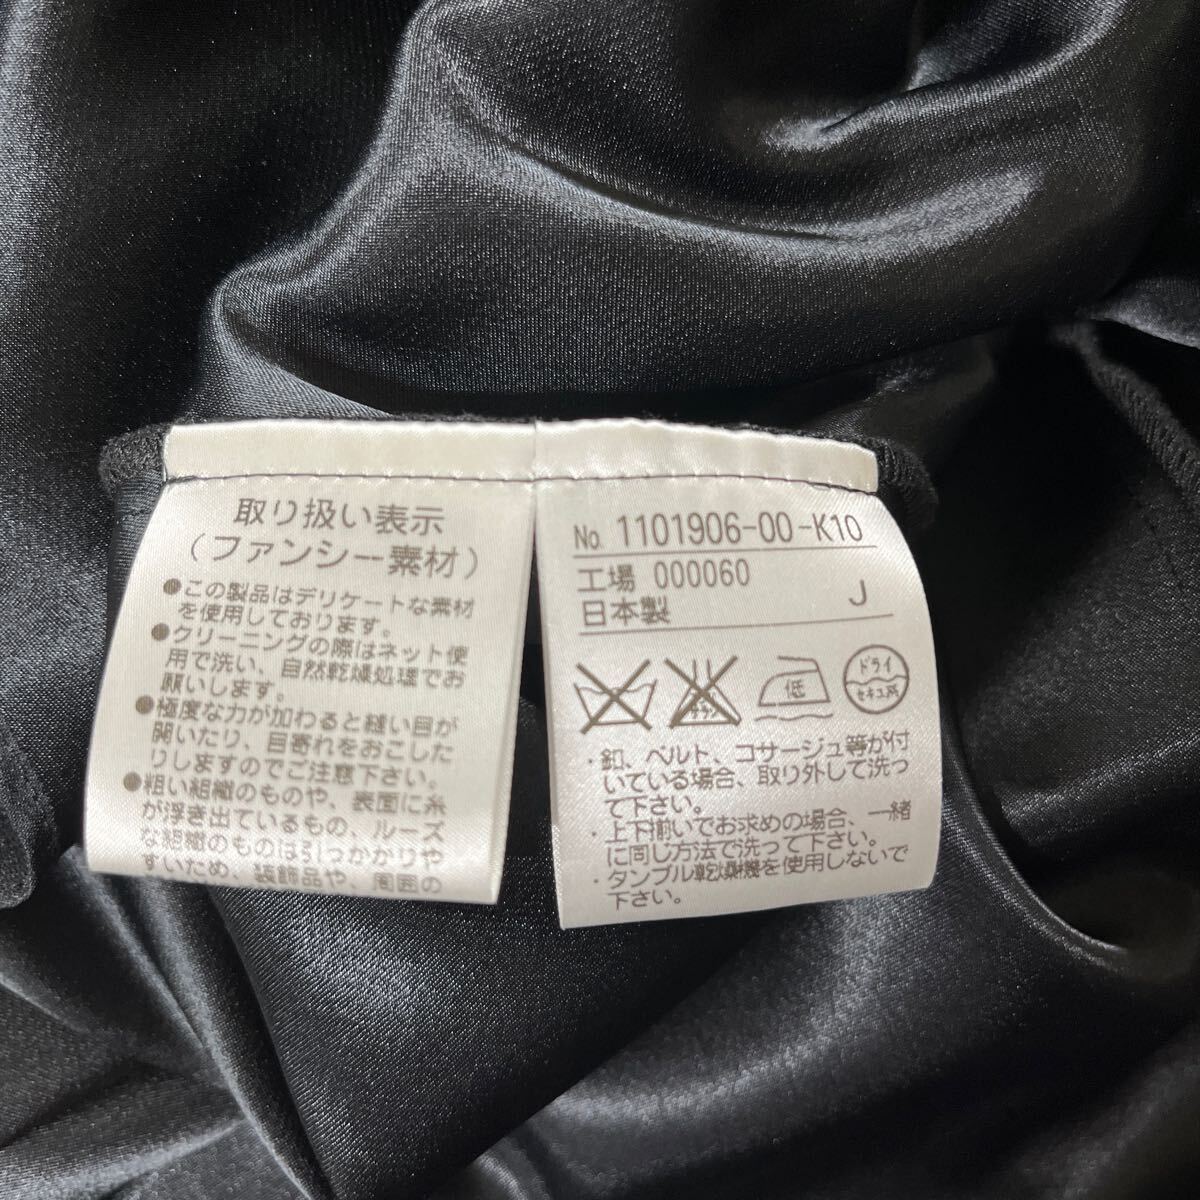 取り扱い表示
(ファンシー素材)
●この製品はデリケートな素材
を使用しております。
●クリーニングの際はネット使
用で洗い、自然乾燥処理でお
願いします。
●極度な力が加わると縫い目が
開いたり、目寄れをおこした
りしますのでご注意下さい。
●粗い組織のものや、表面に糸
が浮き出ているもの、ルーズ
な組織のものは引っかかりや
すいため、装飾品や、周囲の
No. 1101906-00-K10
工場 000060
日本製 J
低
ドライ
セキユ系
・釦、ベルト、コサージュ等が付
いている場合、取り外して洗っ
て下さい。
・上下揃いでお求めの場合、一緒
に同じ方法で洗って下さい。
・タンブル乾燥機を使用しないで
下さい。